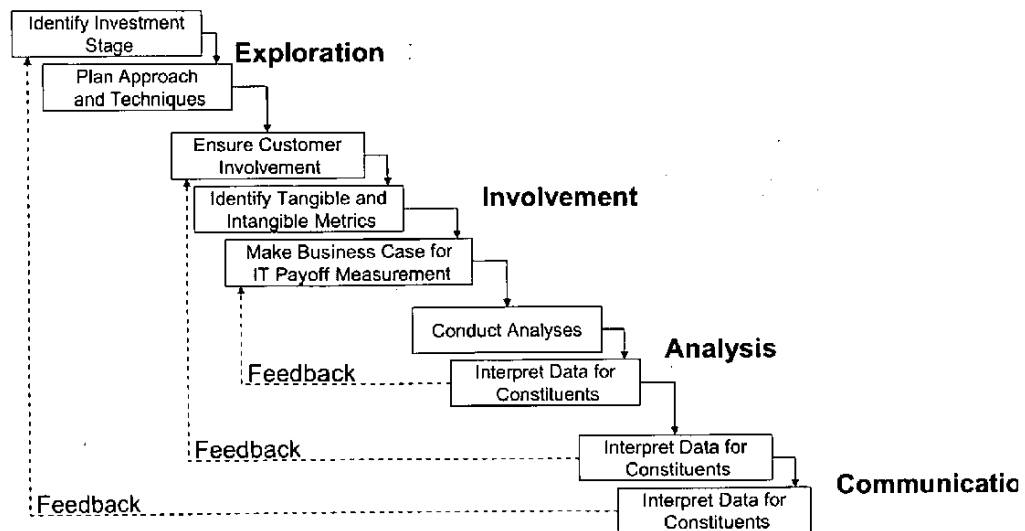 Identify Investment
Stage
Exploration
Plan Approach
and Techniques
Ensure Customer
Involvement
Involvement
Identify Tangible and
Intangible Metrics
Make Business Case for
IT Payoff Measurement
Conduct Analyses
Analysis
Feedback
Interpret Data for
Constituents
Feedback
Interpret Data for
Constituents
Communicatio
Feedback
Interpret Data for
Constituents